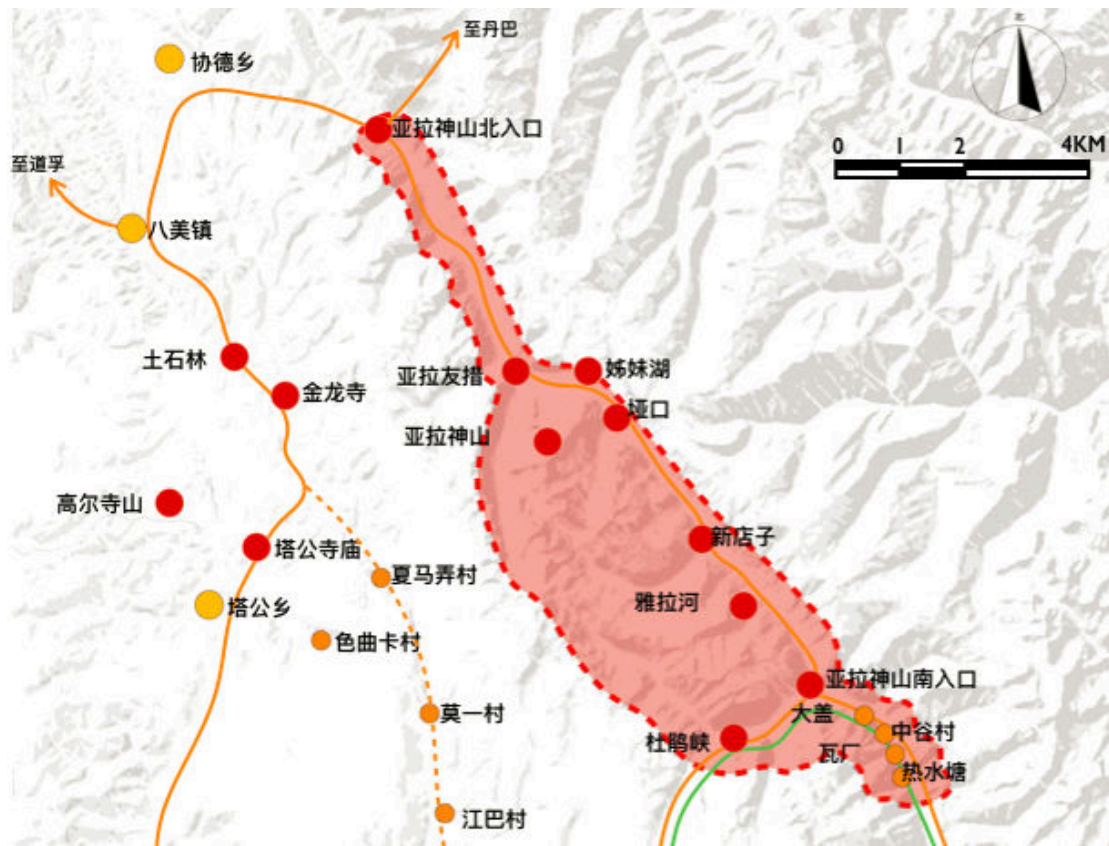 至丹巴
北
协德乡
亚拉神山北入口
0 1 2 4KM
至道孚
八美镇
土石林
亚拉友措
姊妹湖
金龙寺
垭口
亚拉神山
高尔寺山
新店子
塔公寺庙
夏马弄村
雅拉河
塔公乡
色曲卡村
亚拉神山南入口
莫一村
大盖
中谷村
杜鹃峡
瓦厂
热水塘
江巴村